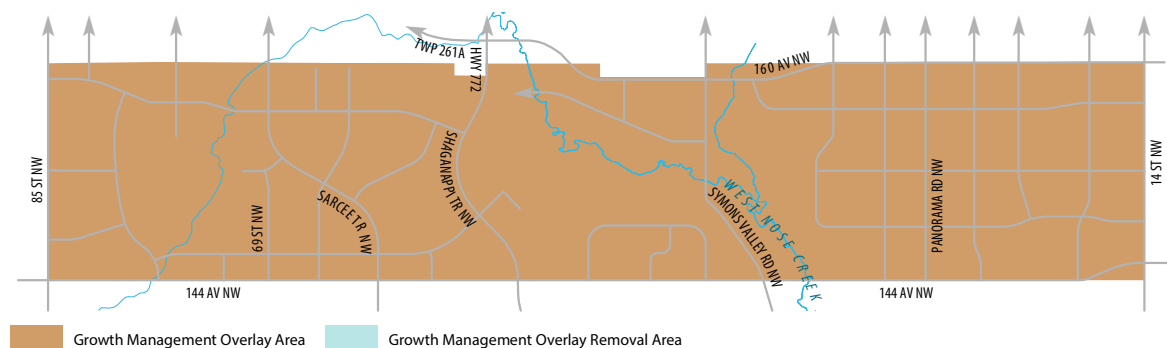 TWP 261A
HWY 772
160 AV NW
85 ST NW
69 ST NW
SARCEE TR NW
SHAGANAPPI TR NW
WEST NOSE CREEK
SYMONS VALLEY RD NW
PANORAMA RD NW
14 ST NW
144 AV NW
144 AV NW
Growth Management Overlay Area
Growth Management Overlay Removal Area